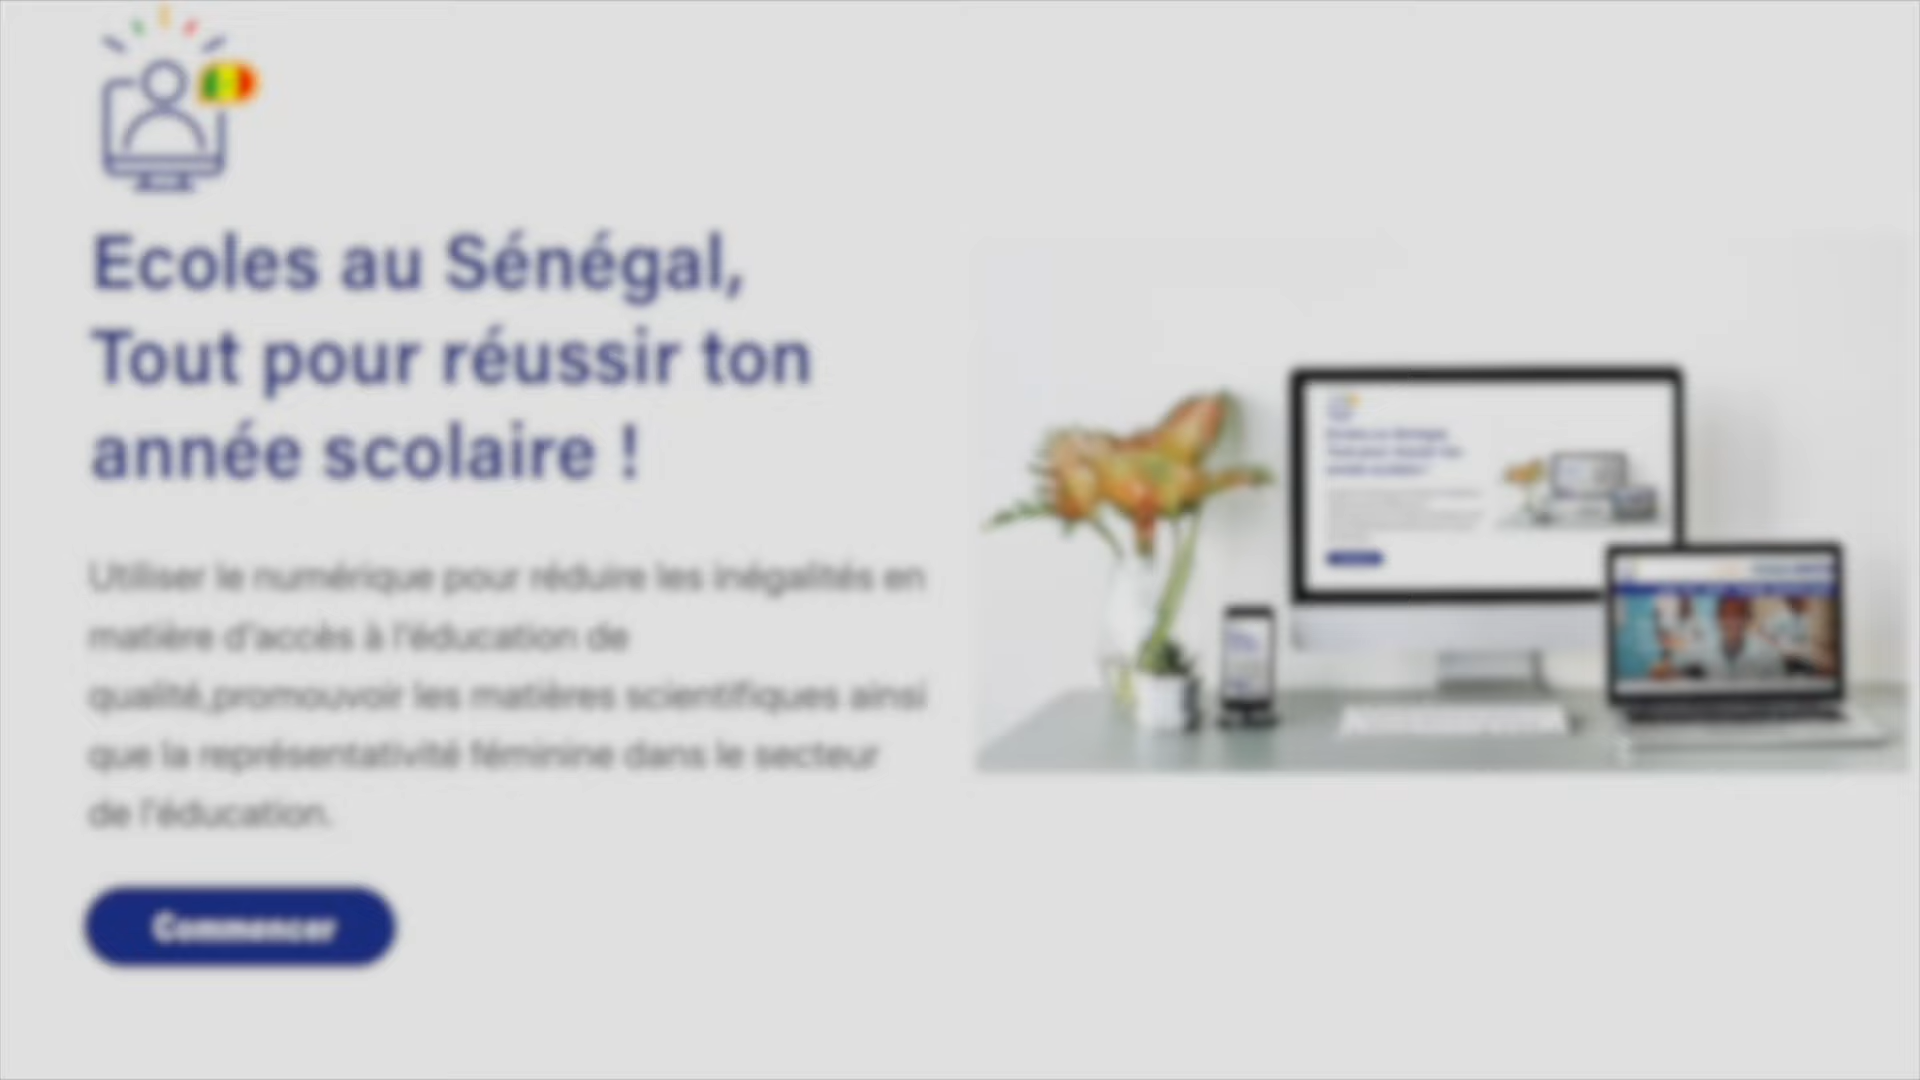 Ecoles au Sénégal,
Tout pour réussir ton
année scolaire !
Utiliser le numérique pour réduire les inégalités en
matière d'accès à l'éducation de
qualité,promouvoir les matières scientifiques ainsi
que la représentativité féminine dans le secteur
de l'éducation.
Commencer